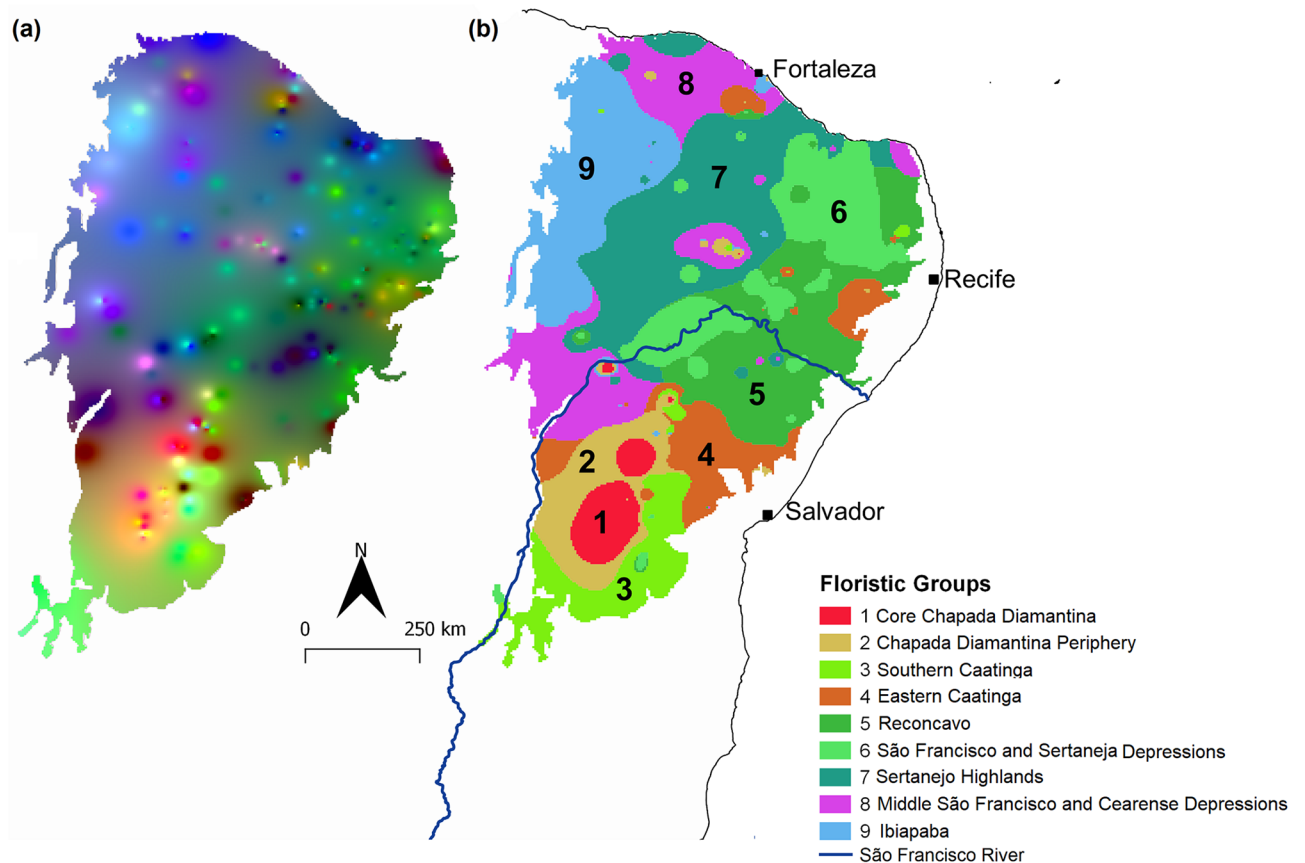 (a)
(b)
Fortaleza
8
9
7
6
Recife
5
2
4
1
Salvador
3
N
0 250 km
Floristic Groups
1 Core Chapada Diamantina
2 Chapada Diamantina Periphery
3 Southern Caatinga
4 Eastern Caatinga
5 Reconcavo
6 São Francisco and Sertaneja Depressions
7 Sertanejo Highlands
8 Middle São Francisco and Cearense Depressions
9 Ibiapaba
São Francisco River